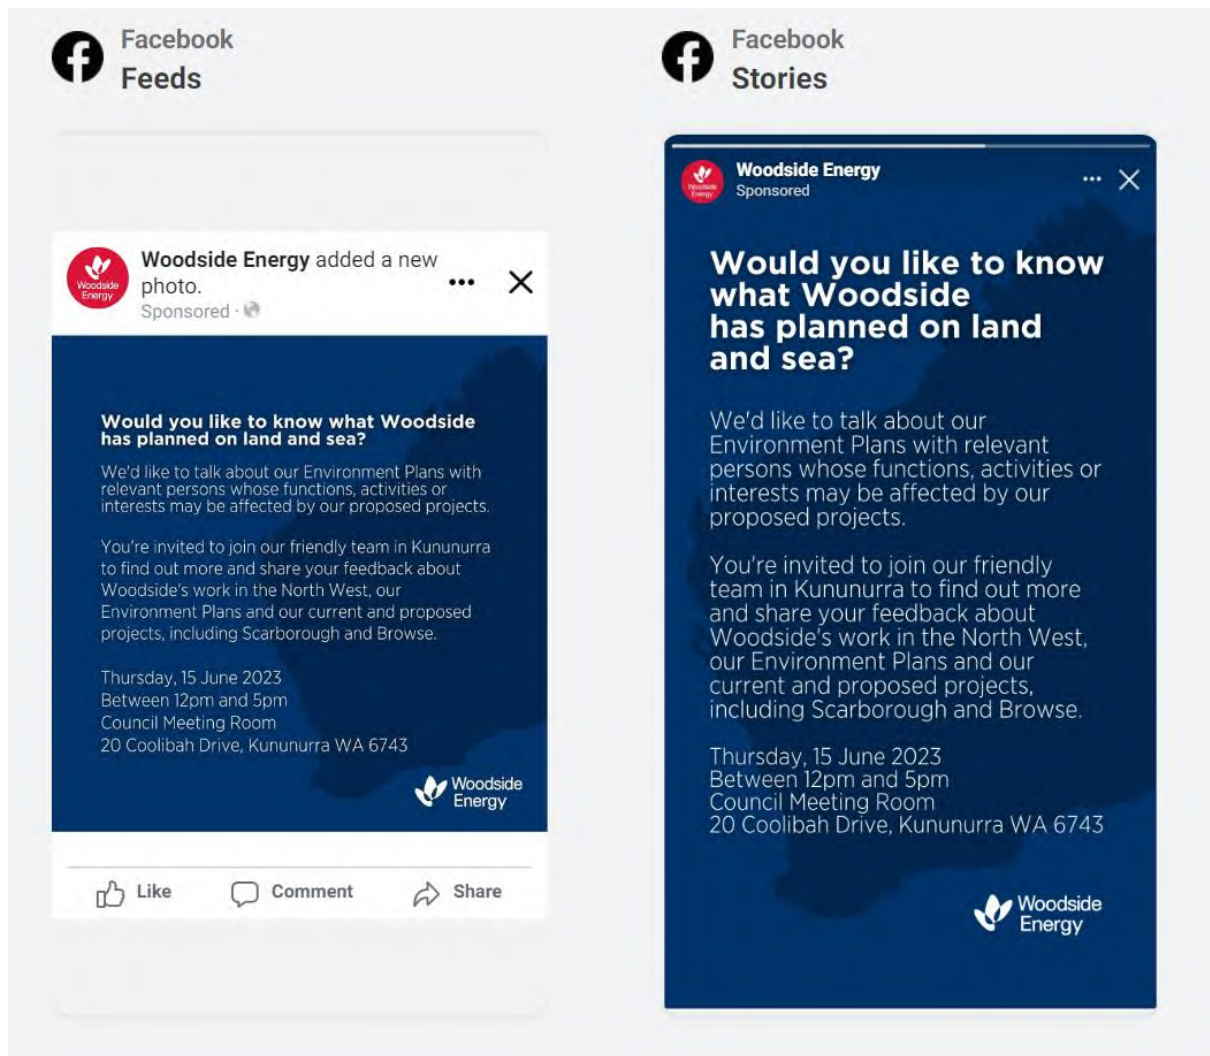 Facebook
Feeds
Woodside Energy added a new
photo.
Sponsored ·
Woodside
Energy
Would you like to know what Woodside
has planned on land and sea?
We'd like to talk about our Environment Plans with
relevant persons whose functions, activities or
interests may be affected by our proposed projects.
You're invited to join our friendly team in Kununurra
to find out more and share your feedback about
Woodside's work in the North West, our
Environment Plans and our current and proposed
projects, including Scarborough and Browse.
Thursday, 15 June 2023
Between 12pm and 5pm
Council Meeting Room
20 Coolibah Drive, Kununurra WA 6743
Woodside
Energy
Like
Comment
Share
Facebook
Stories
Woodside Energy
Sponsored
Woodside
Energy
Would you like to know
what Woodside
has planned on land
and sea?
We'd like to talk about our
Environment Plans with relevant
persons whose functions, activities or
interests may be affected by our
proposed projects.
You're invited to join our friendly
team in Kununurra to find out more
and share your feedback about
Woodside's work in the North West,
our Environment Plans and our
current and proposed projects,
including Scarborough and Browse.
Thursday, 15 June 2023
Between 12pm and 5pm
Council Meeting Room
20 Coolibah Drive, Kununurra WA 6743
Woodside
Energy